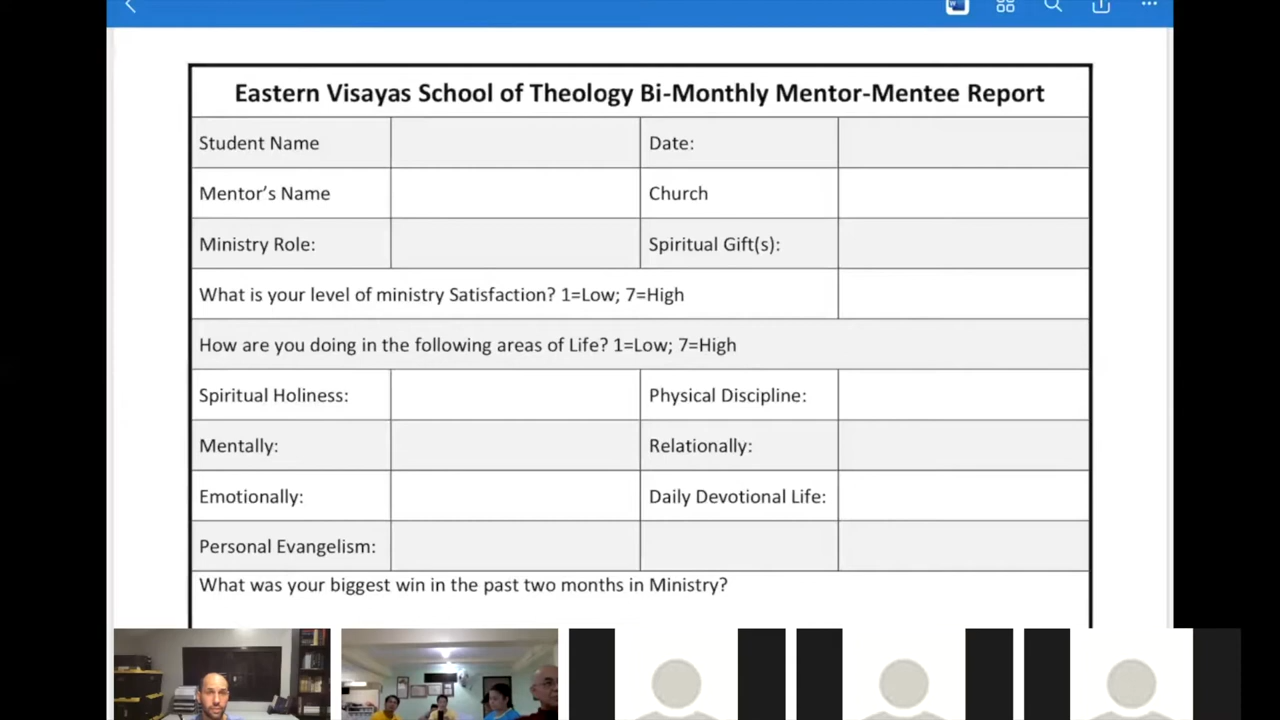 Eastern Visayas School of Theology Bi-Monthly Mentor-Mentee Report
Student Name Date:
Mentor’s Name Church
Ministry Role: Spiritual Gift(s):
What is your level of ministry Satisfaction? 1=Low; 7=High
How are you doing in the following areas of Life? 1=Low; 7=High
Spiritual Holiness: Physical Discipline:
Mentally: Relationally:
Emotionally: Daily Devotional Life:
Personal Evangelism:
What was your biggest win in the past two months in Ministry?